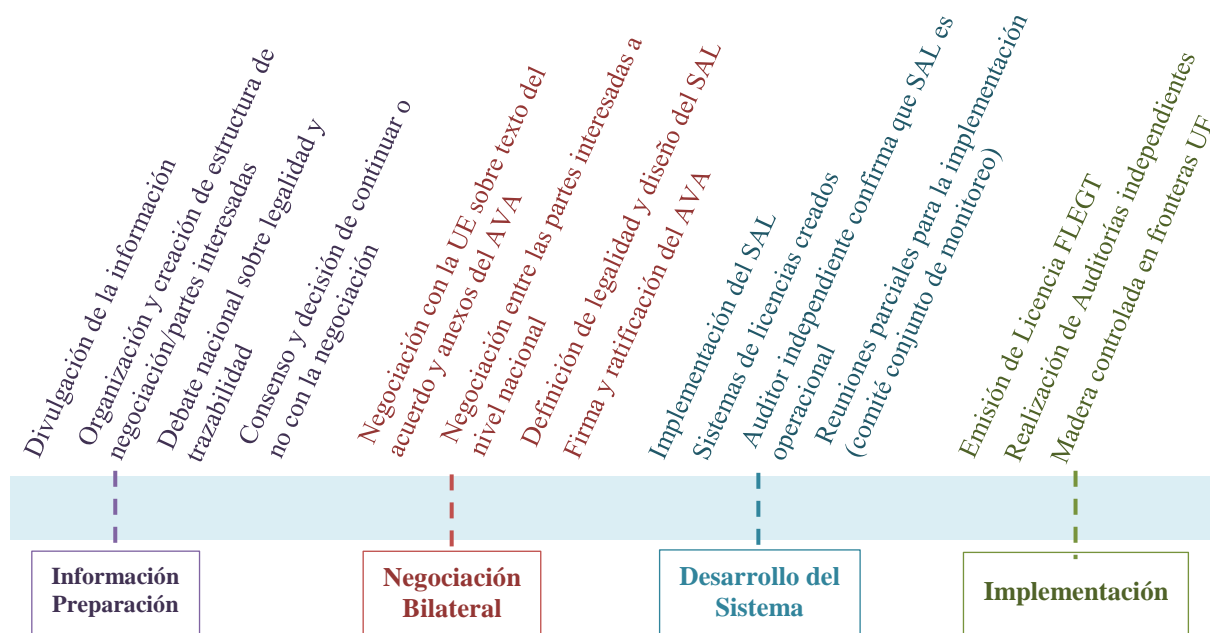 Divulgación de la información
Organización y creación de estructura de
negociación/partes interesadas
Debate nacional sobre legalidad y
trazabilidad
Consenso y decisión de continuar o
no con la negociación
Negociación con la UE sobre texto del
acuerdo y anexos del AVA
Negociación entre las partes interesadas a
nivel nacional
Definición de legalidad y diseño del SAL
Firma y ratificación del AVA
Implementación del SAL
Sistemas de licencias creados
Auditor independiente confirma que SAL es
operacional
Reuniones parciales para la implementación
(comité conjunto de monitoreo)
Emisión de Licencia FLEGT
Realización de Auditorías independientes
Madera controlada en fronteras UE
Información
Preparación
Negociación
Bilateral
Desarrollo del
Sistema
Implementación